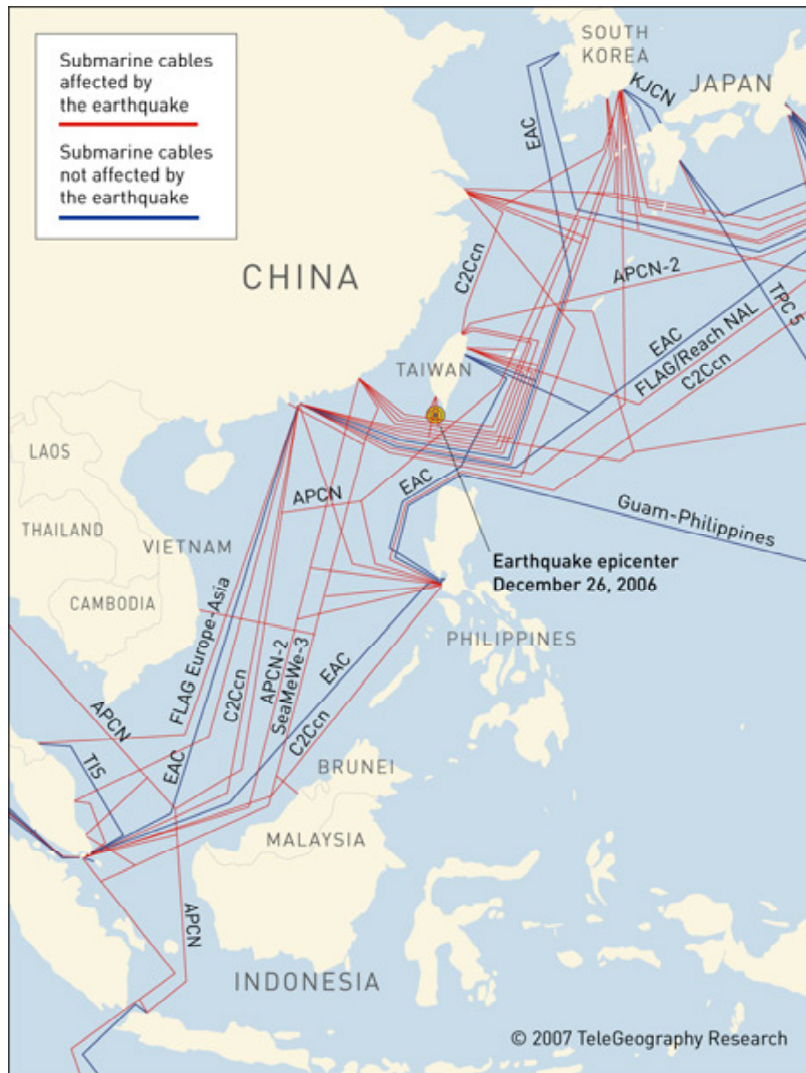 Submarine cables
affected by
the earthquake
Submarine cables
not affected by
the earthquake
SOUTH
KOREA
KJCN
JAPAN
EAC
CHINA
C2Ccn
APCN-2
TPC 5
EAC
FLAG/Reach NAL
C2Ccn
TAIWAN
LAOS
APCN
EAC
Guam-Philippines
THAILAND
VIETNAM
Earthquake epicenter
December 26, 2006
CAMBODIA
PHILIPPINES
FLAG Europe-Asia
C2Ccn
APCN-2
SeaMeWe-3
EAC
C2Ccn
APCN
TIS
EAC
BRUNEI
MALAYSIA
APCN
INDONESIA
© 2007 TeleGeography Research